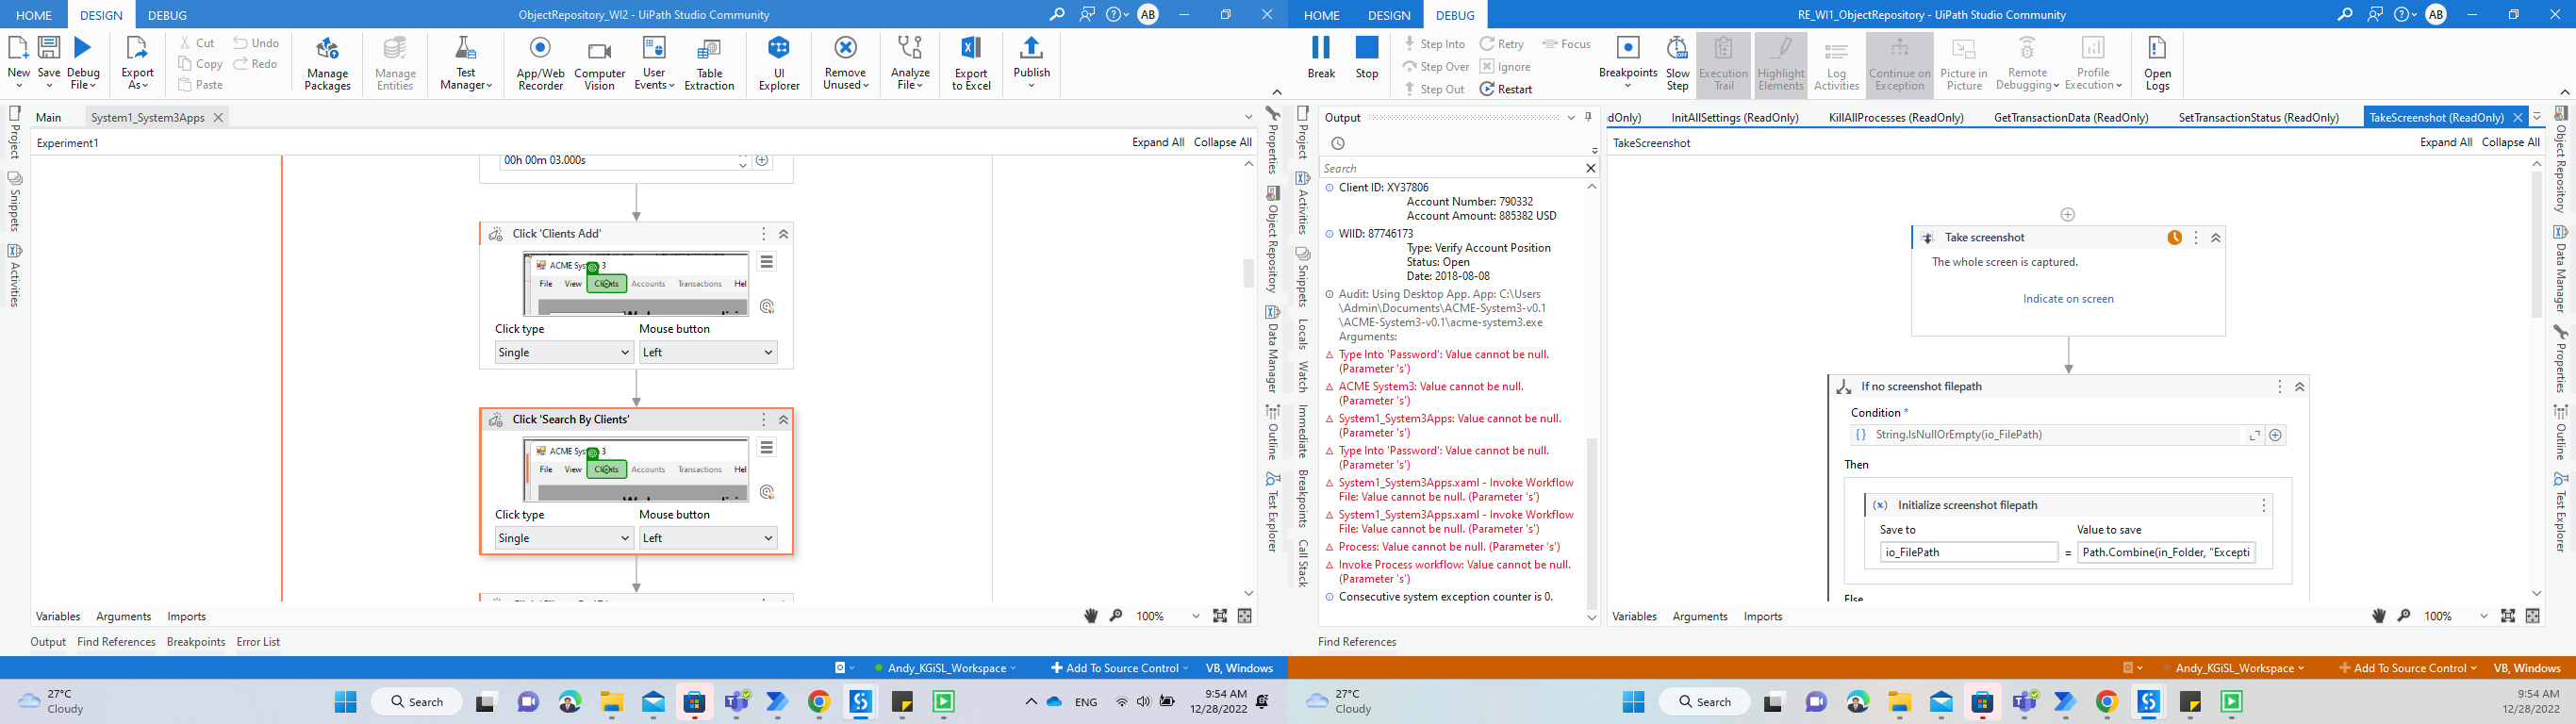 HOME DESIGN DEBUG
ObjectRepository_WI2 - UiPath Studio Community
AB
New
Save
Debug File
Export As
Cut
Copy
Paste
Undo
Redo
Manage Packages
Manage Entities
Test Manager
App/Web Recorder
Computer Vision
User Events
Table Extraction
UI Explorer
Remove Unused
Analyze File
Export to Excel
Publish
Main
System1_System3Apps
Experiment1
Expand All Collapse All
Project
Snippets
Activities
00h 00m 03.000s
Click 'Clients Add'
ACME System 3
File View Clients Accounts Transactions Hel
Click type
Mouse button
Single
Left
Click 'Search By Clients'
ACME System 3
File View Clients Accounts Transactions Hel
Click type
Mouse button
Single
Left
Variables Arguments Imports
100%
Output Find References Breakpoints Error List
Properties
Object Repository
Data Manager
Outline
Test Explorer
Andy_KGiSL_Workspace
Add To Source Control
VB, Windows
27°C
Cloudy
Search
ENG
9:54 AM
12/28/2022
HOME DESIGN DEBUG
RE_WI1_ObjectRepository - UiPath Studio Community
AB
Break
Stop
Step Into
Step Over
Step Out
Retry
Ignore
Restart
Focus
Breakpoints
Slow Step
Execution Trail
Highlight Elements
Log Activities
Continue on Exception
Picture in Picture
Remote Debugging
Profile Execution
Open Logs
Project
Activities
Snippets
Locals
Watch
Immediate
Breakpoints
Call Stack
Output
Search
Client ID: XY37806
Account Number: 790332
Account Amount: 885382 USD
WIID: 87746173
Type: Verify Account Position
Status: Open
Date: 2018-08-08
Audit: Using Desktop App. App: C:\Users
\Admin\Documents\ACME-System3-v0.1
\ACME-System3-v0.1\acme-system3.exe
Arguments:
Type Into 'Password': Value cannot be null.
(Parameter 's')
ACME System3: Value cannot be null.
(Parameter 's')
System1_System3Apps: Value cannot be null.
(Parameter 's')
Type Into 'Password': Value cannot be null.
(Parameter 's')
System1_System3Apps.xaml - Invoke Workflow
File: Value cannot be null. (Parameter 's')
System1_System3Apps.xaml - Invoke Workflow
File: Value cannot be null. (Parameter 's')
Process: Value cannot be null. (Parameter 's')
Invoke Process workflow: Value cannot be null.
(Parameter 's')
Consecutive system exception counter is 0.
Find References
dOnly) InitAllSettings (ReadOnly) KillAllProcesses (ReadOnly) GetTransactionData (ReadOnly) SetTransactionStatus (ReadOnly) TakeScreenshot (ReadOnly)
TakeScreenshot
Expand All Collapse All
Take screenshot
The whole screen is captured.
Indicate on screen
If no screenshot filepath
Condition *
String.IsNullOrEmpty(io_FilePath)
Then
Initialize screenshot filepath
Save to
Value to save
io_FilePath
=
Path.Combine(in_Folder, "Excepti
Else
Variables Arguments Imports
100%
Object Repository
Data Manager
Properties
Outline
Test Explorer
Andy_KGiSL_Workspace
Add To Source Control
VB, Windows
27°C
Cloudy
Search
9:54 AM
12/28/2022